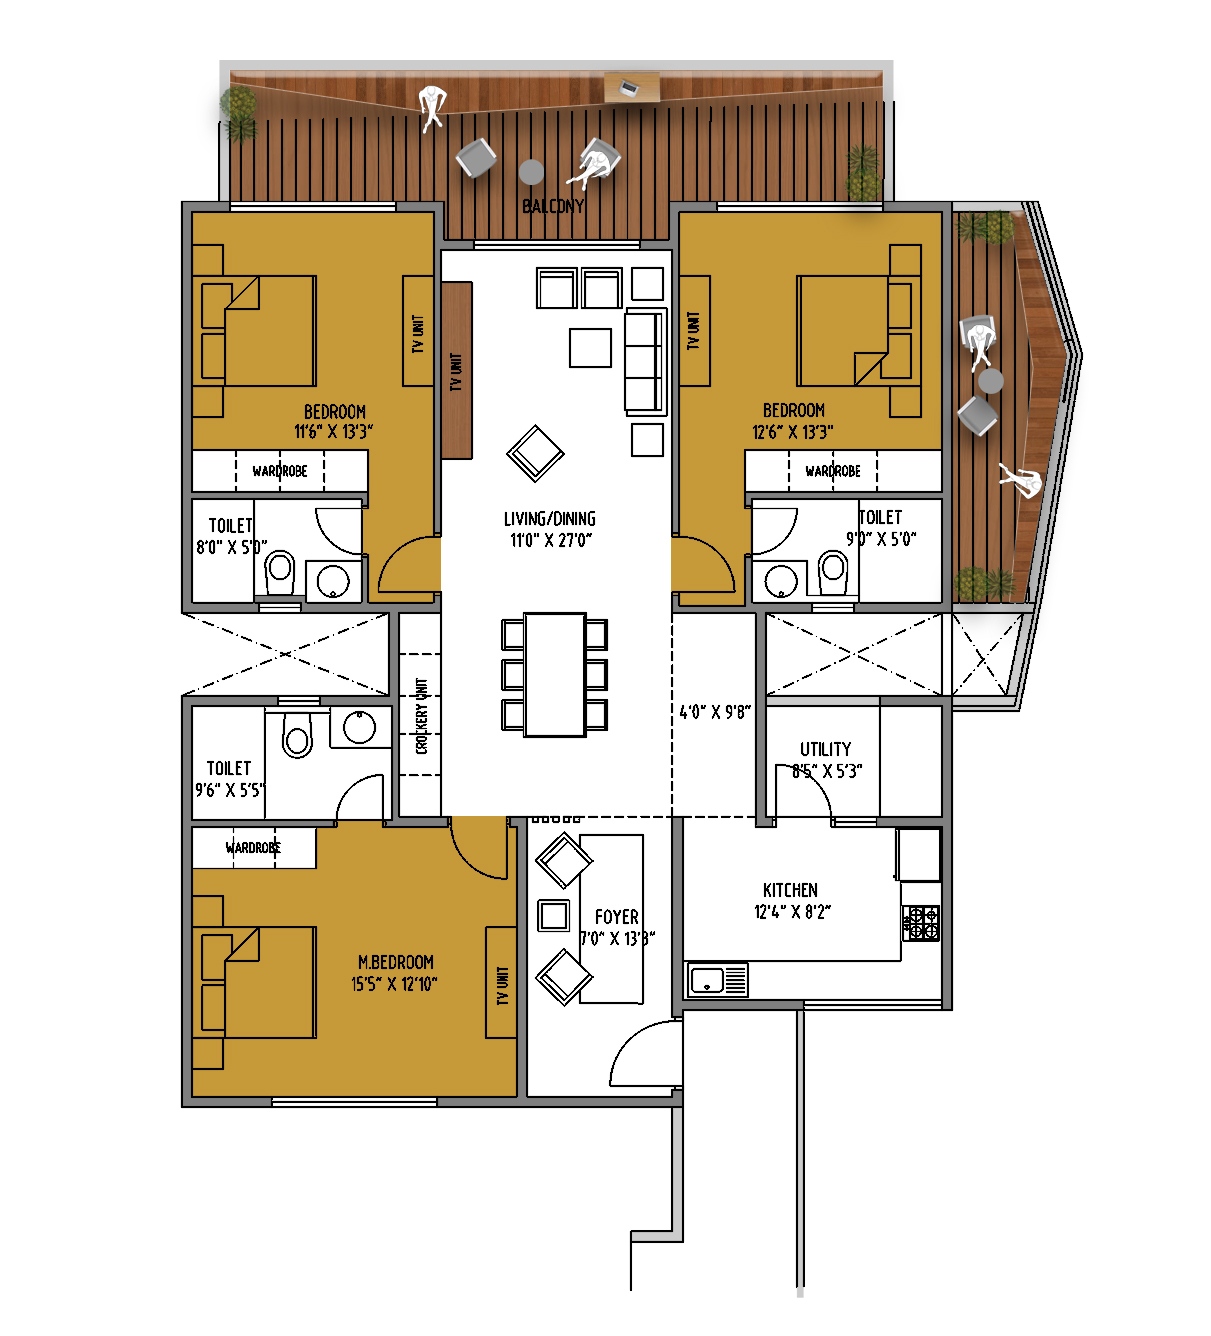 BALCONY
TV UNIT
TV UNIT
TV UNIT
BEDROOM
11'6" X 13'3"
BEDROOM
12'6" X 13'3"
WARDROBE
WARDROBE
TOILET
8'0" X 5'0"
LIVING/DINING
11'0" X 27'0"
TOILET
9'0" X 5'0"
CROCKERY UNIT
4'0" X 9'8"
UTILITY
8'5" X 5'3"
TOILET
9'6" X 5'5"
WARDROBE
KITCHEN
12'4" X 8'2"
FOYER
7'0" X 13'3"
M.BEDROOM
15'5" X 12'10"
TV UNIT